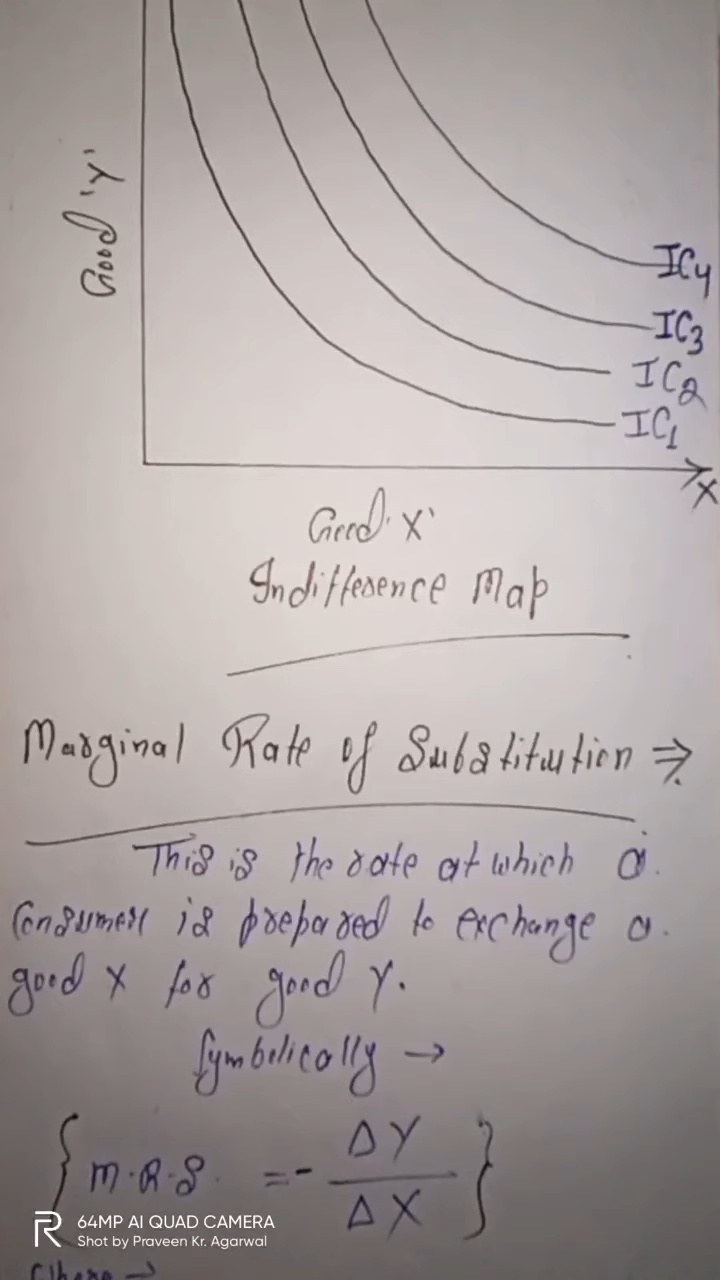 Good 'Y'
IC4
IC3
IC2
IC1
X
Good 'X'
Indifference Map
Marginal Rate of Substitution ⇒
This is the rate at which a
Consumer is prepared to exchange a
good X for good Y.
Symbolically →
{ M.R.S. = - ΔY / ΔX }
64MP AI QUAD CAMERA
Shot by Praveen Kr. Agarwal